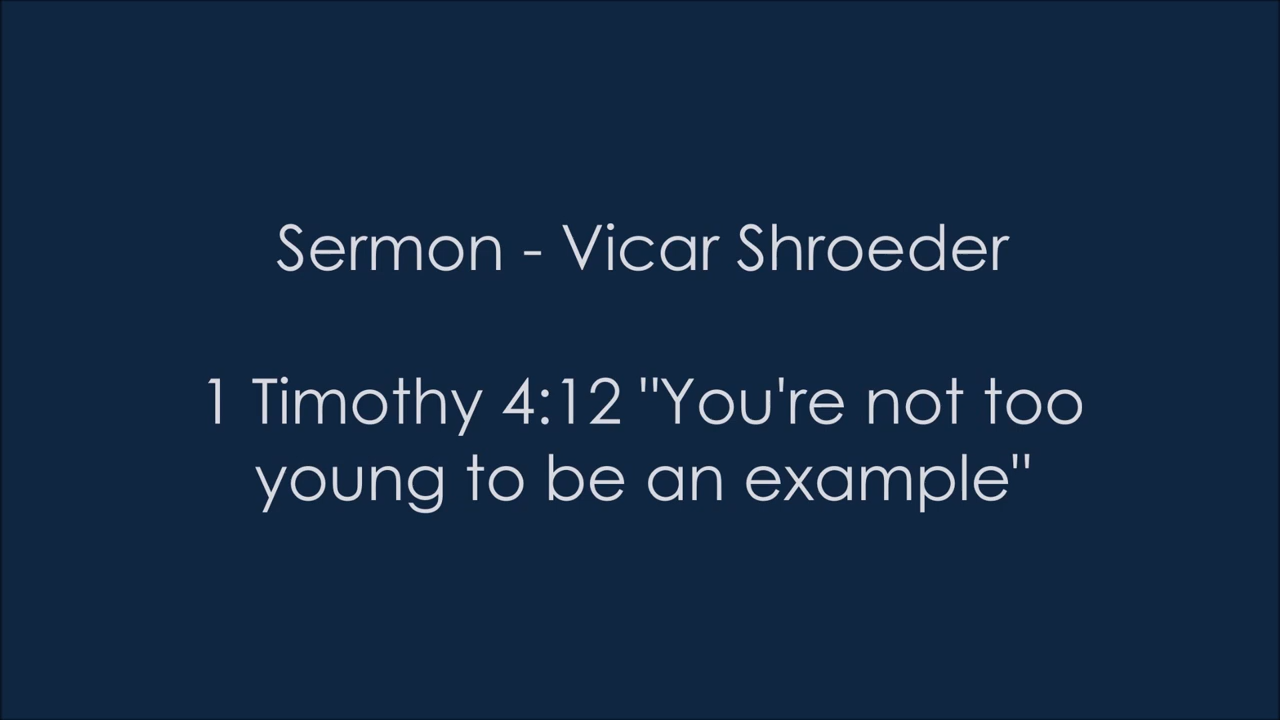 Sermon - Vicar Shroeder
1 Timothy 4:12 "You're not too
young to be an example"